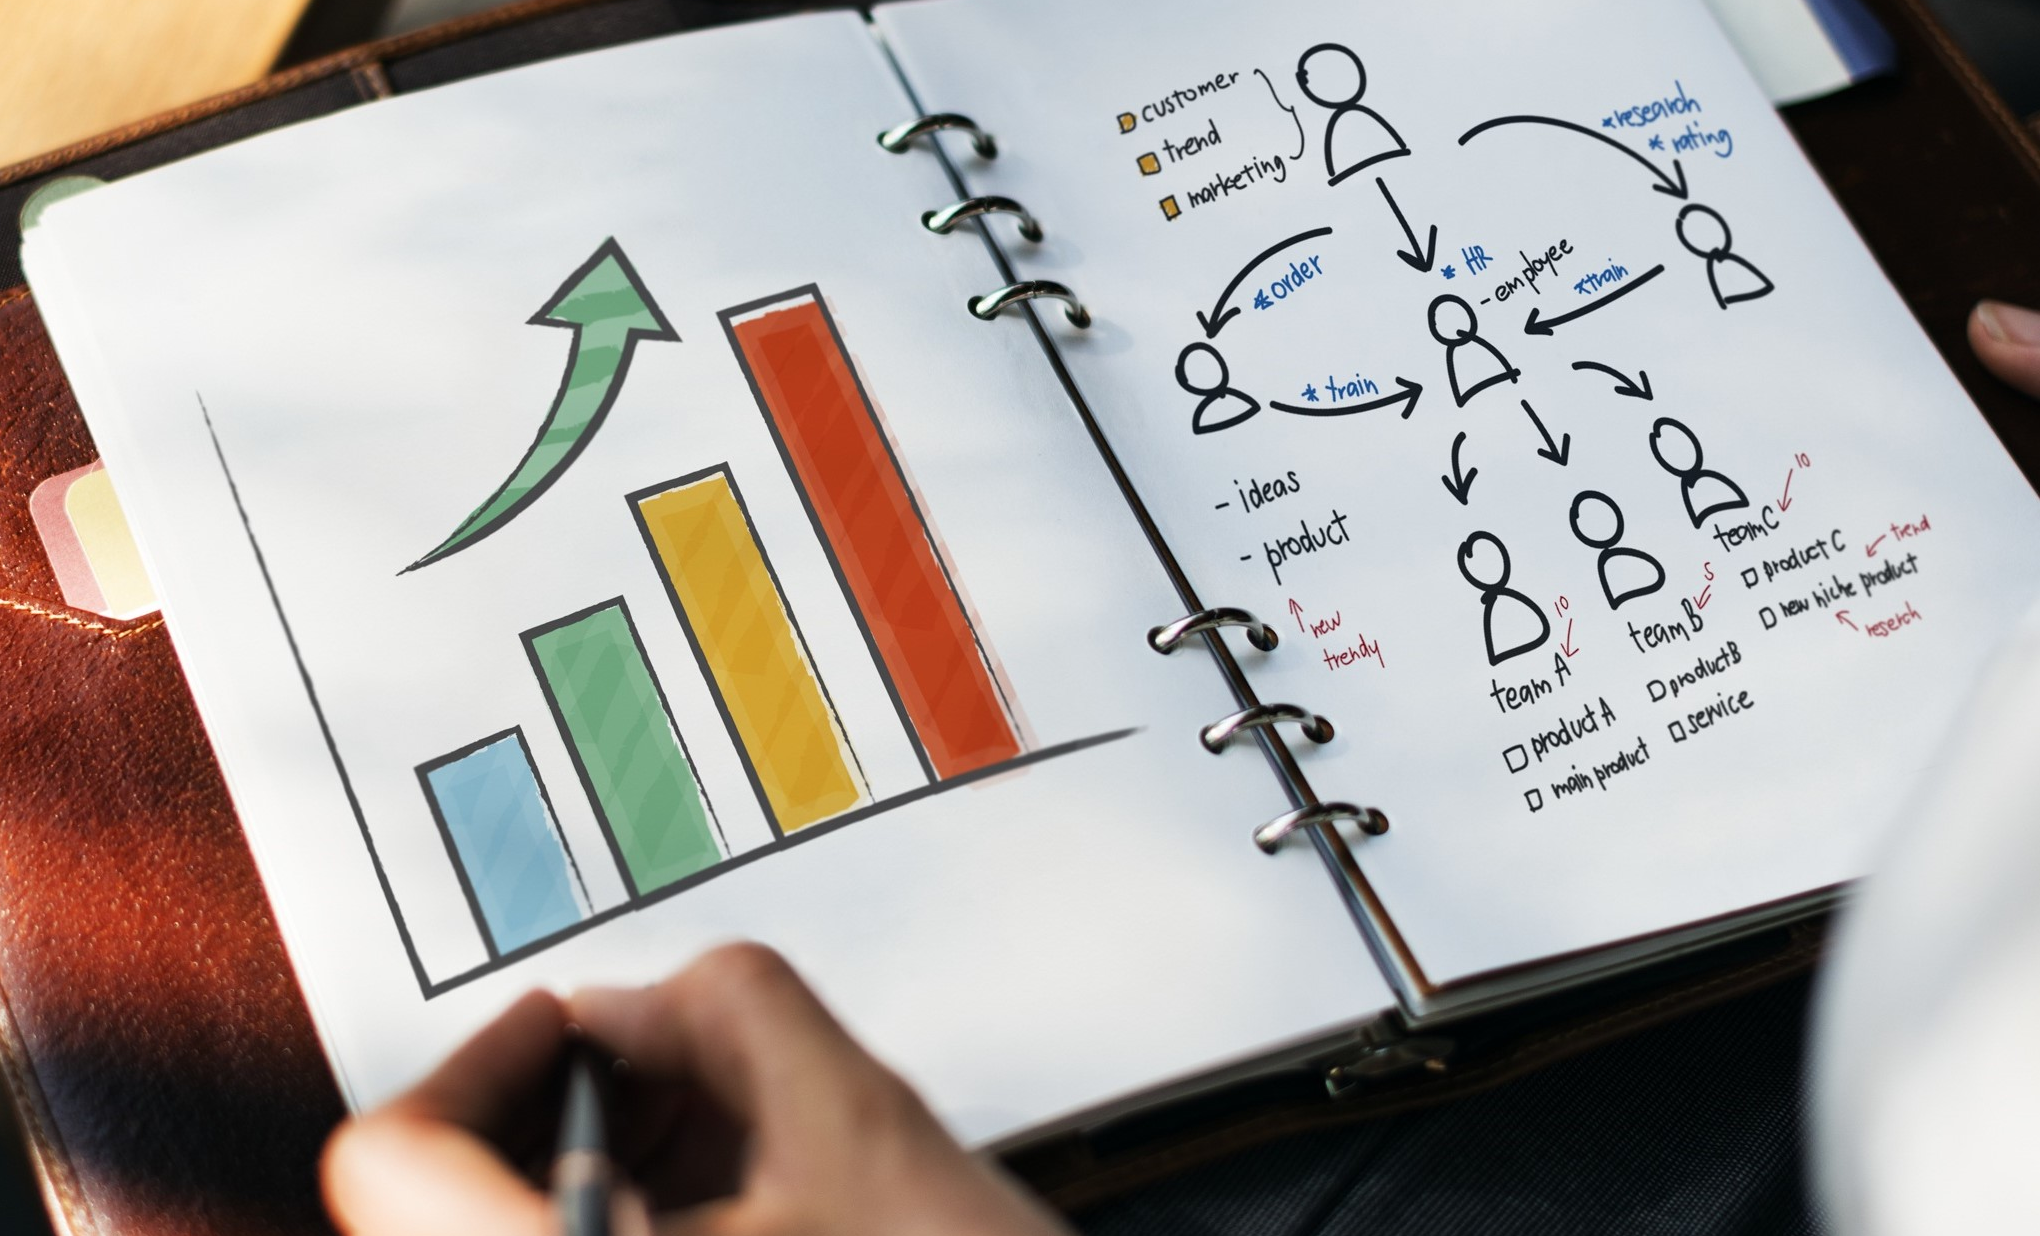 customer
trend
marketing
*research
* rating
* HR
- employee
*order
*train
* train
- ideas
- product
new
trendy
10
team A
product A
main product
5
team B
product B
service
10
team C
product C
trend
new niche product
reserch